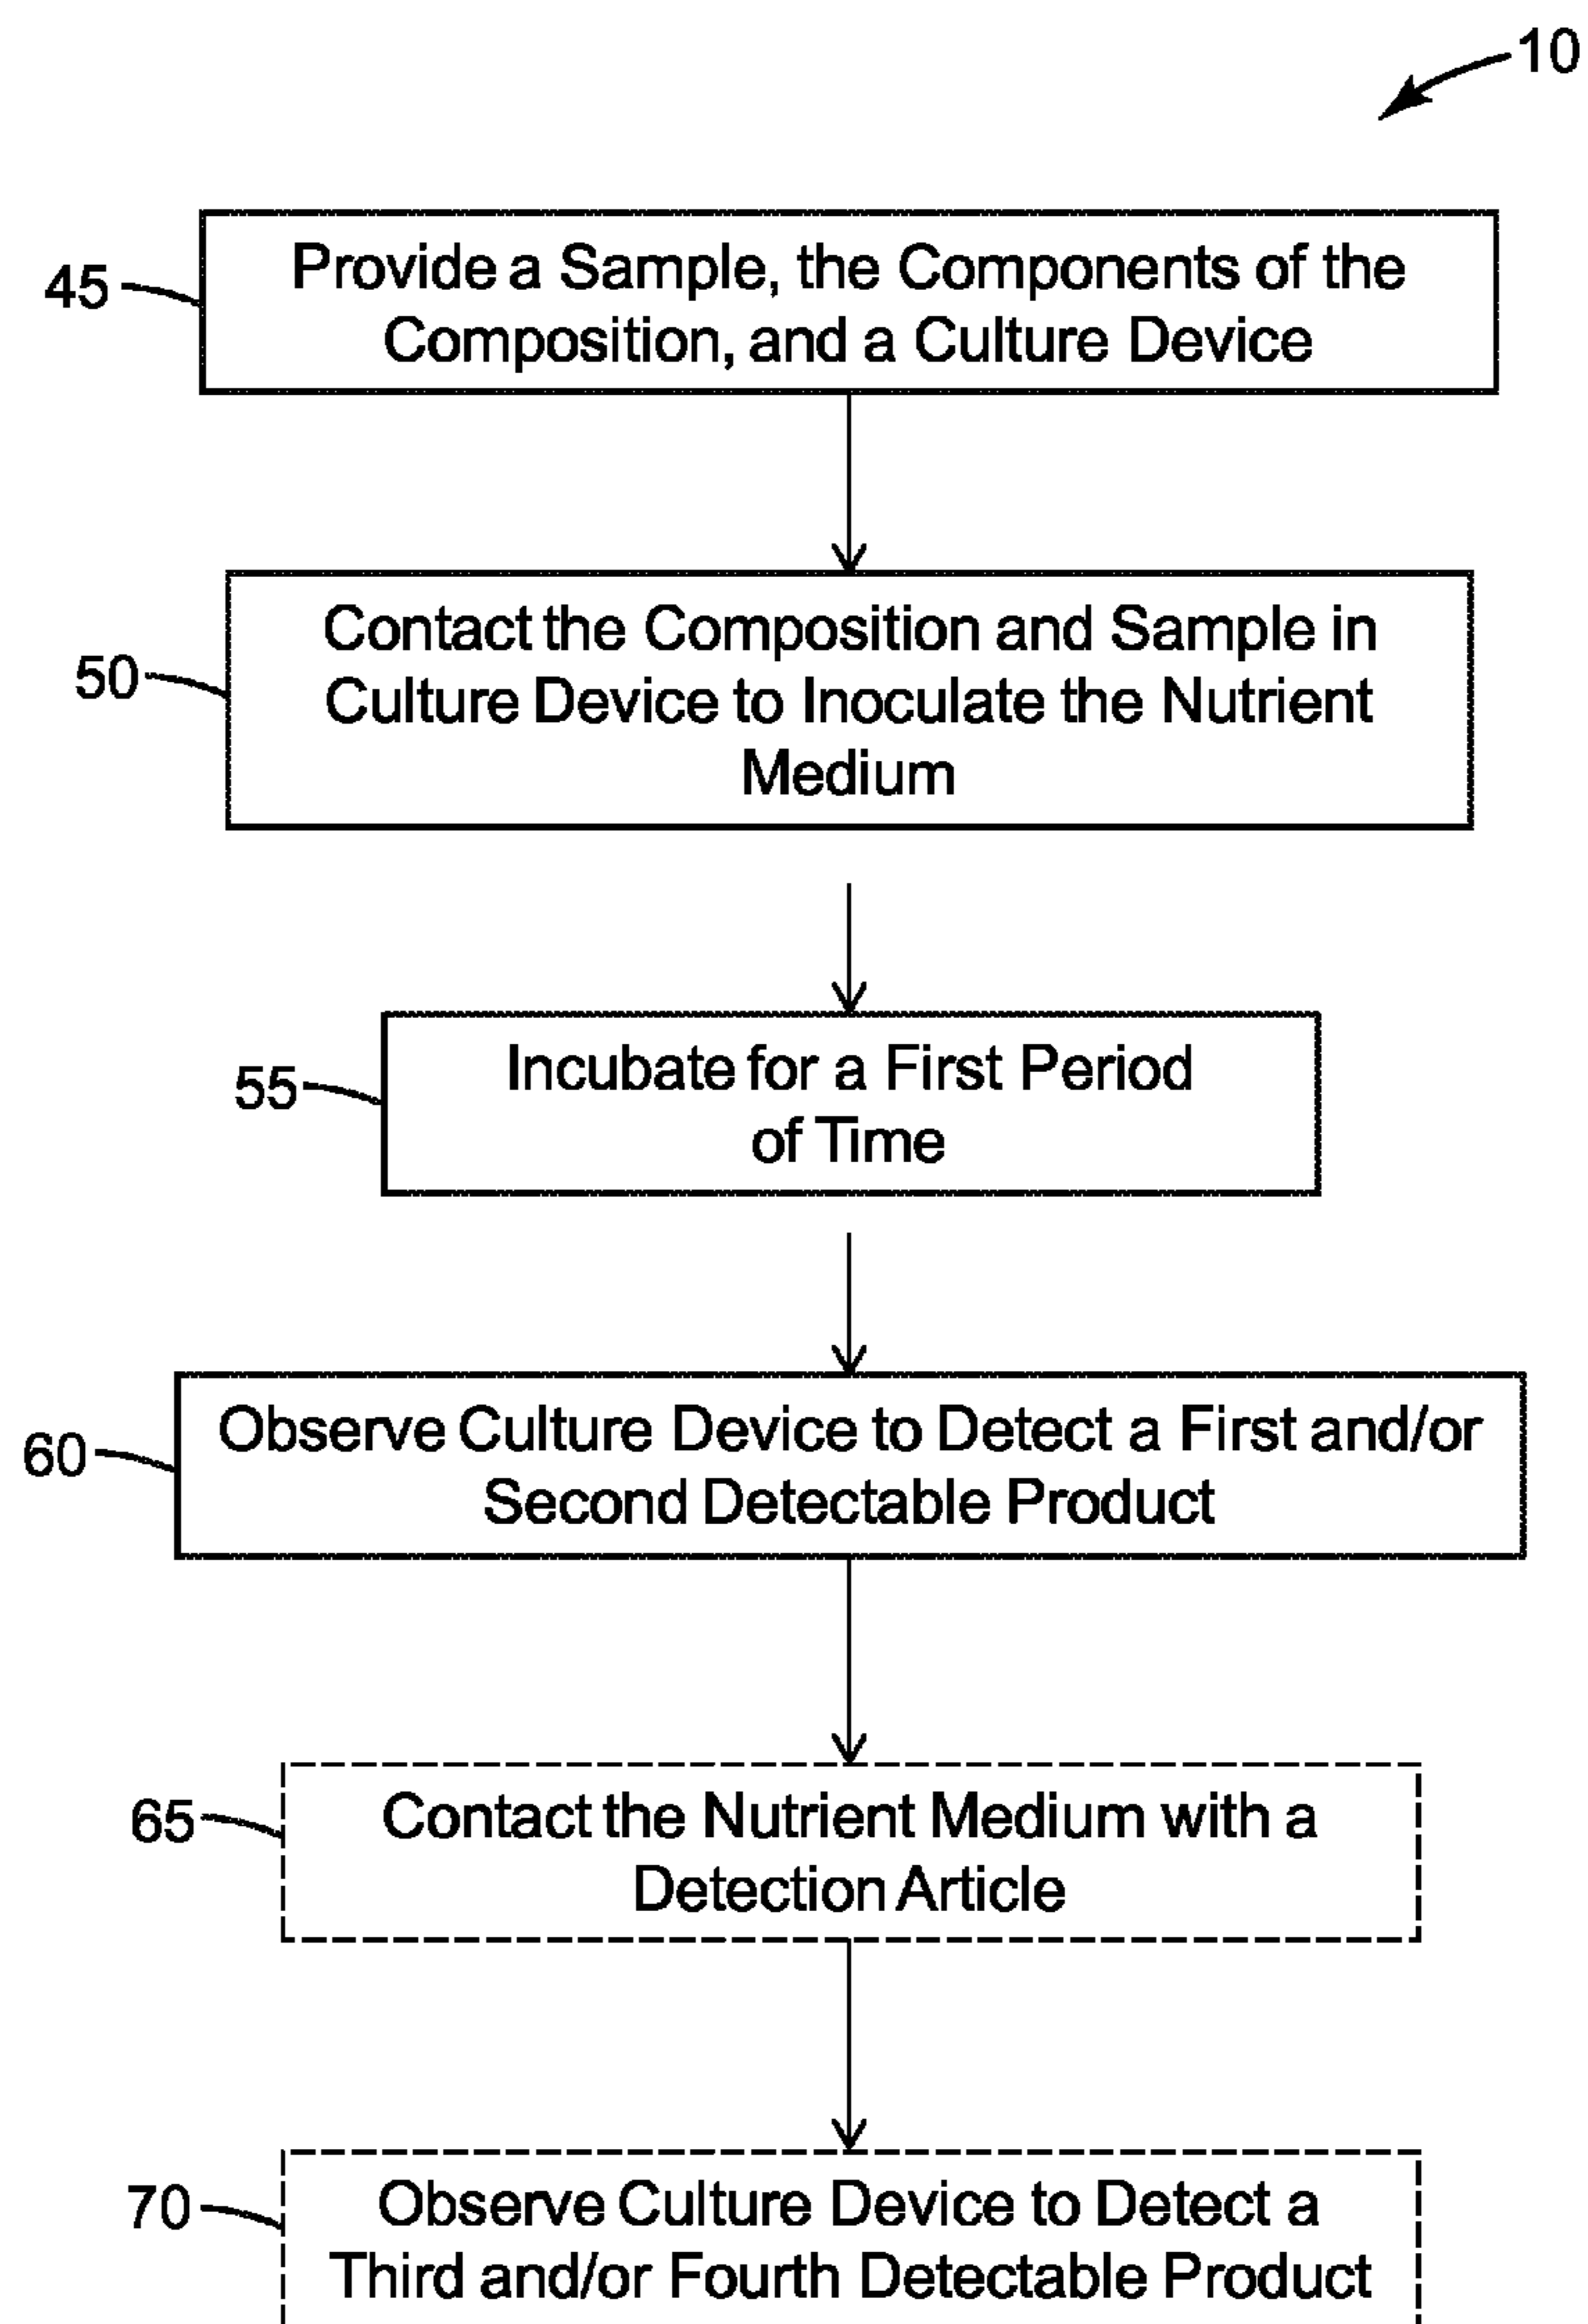 10
45
Provide a Sample, the Components of the
Composition, and a Culture Device
50
Contact the Composition and Sample in
Culture Device to Inoculate the Nutrient
Medium
55
Incubate for a First Period
of Time
60
Observe Culture Device to Detect a First and/or
Second Detectable Product
65
Contact the Nutrient Medium with a
Detection Article
70
Observe Culture Device to Detect a
Third and/or Fourth Detectable Product